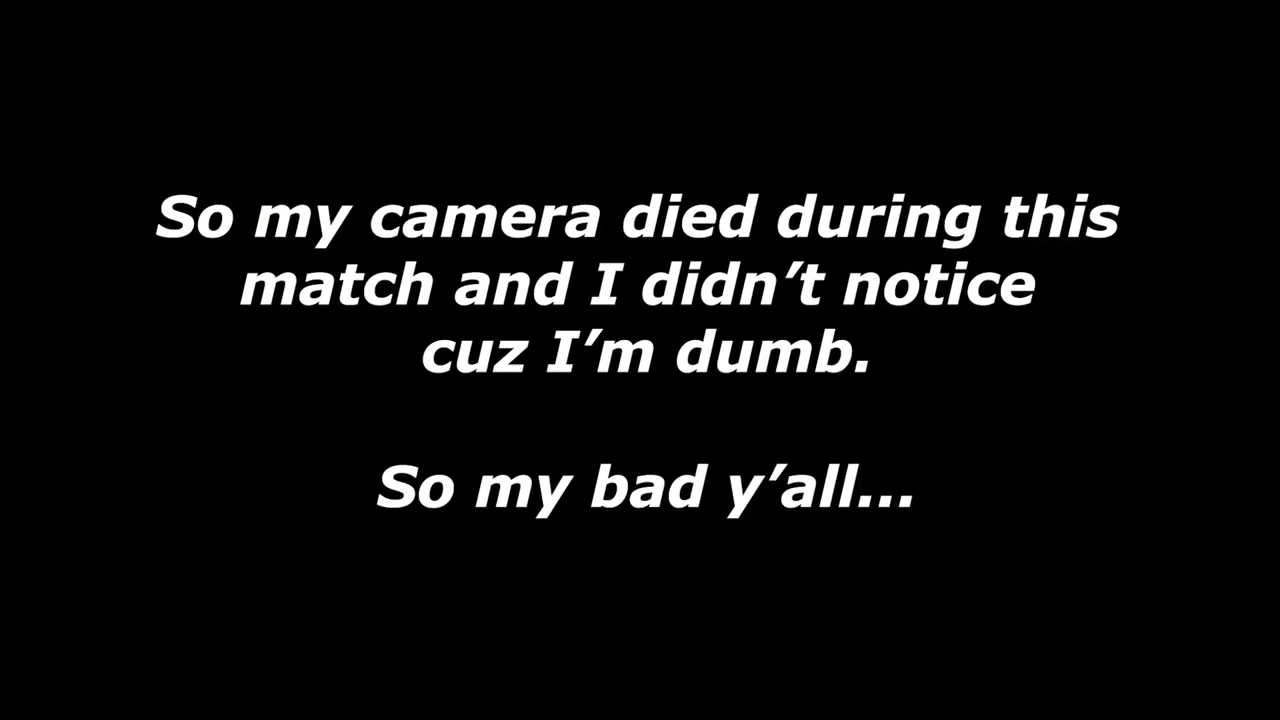 So my camera died during this
match and I didn’t notice
cuz I’m dumb.
So my bad y’all...